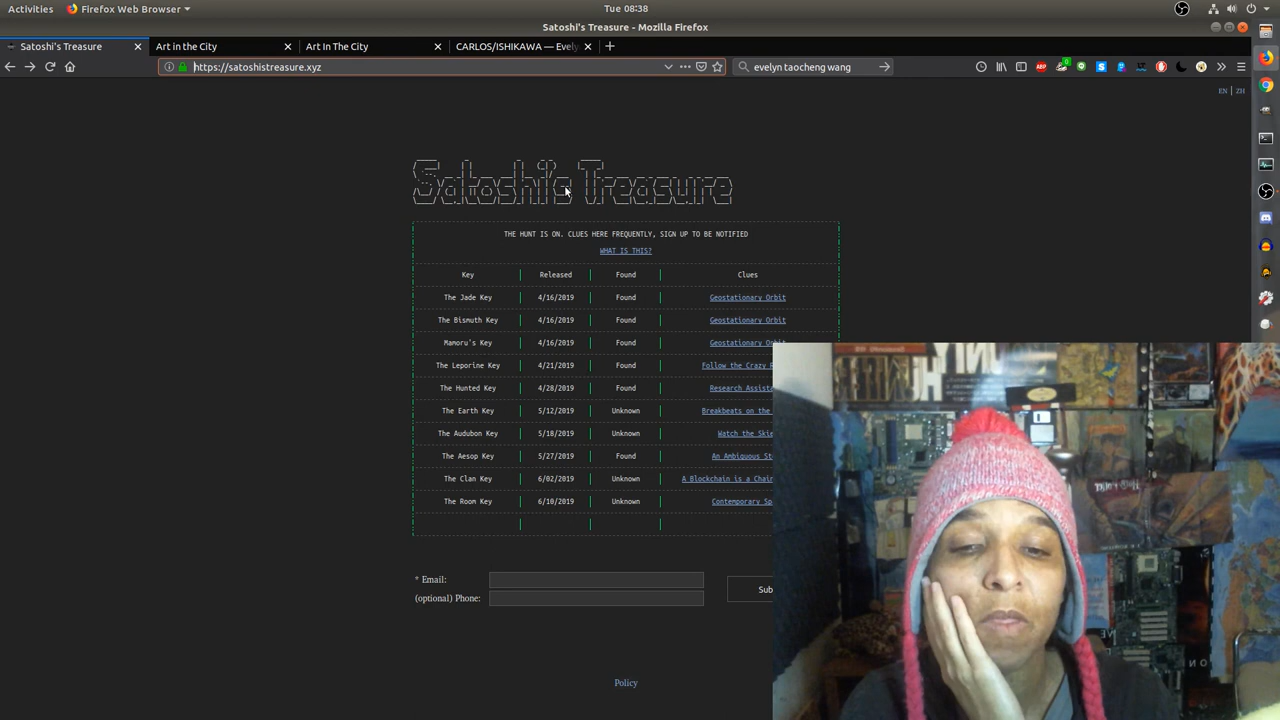 Activities
Firefox Web Browser
Tue 08:38
Satoshi's Treasure - Mozilla Firefox
Satoshi's Treasure
Art in the City
Art In The City
CARLOS/ISHIKAWA — Evely
https://satoshistreasure.xyz
evelyn taocheng wang
EN | ZH
Satoshi's Treasure
THE HUNT IS ON. CLUES HERE FREQUENTLY, SIGN UP TO BE NOTIFIED
WHAT IS THIS?
Key Released Found Clues
The Jade Key 4/16/2019 Found Geostationary Orbit
The Bismuth Key 4/16/2019 Found Geostationary Orbit
Mamoru's Key 4/16/2019 Found Geostationary Orbit
The Leporine Key 4/21/2019 Found Follow the Crazy R
The Hunted Key 4/28/2019 Found Research Assista
The Earth Key 5/12/2019 Unknown Breakbeats on the
The Audubon Key 5/18/2019 Unknown Watch the Skie
The Aesop Key 5/27/2019 Found An Ambiquous St
The Clan Key 6/02/2019 Unknown A Blockchain is a Chain
The Room Key 6/10/2019 Unknown Contemporary Sp
* Email:
(optional) Phone:
Sub
Policy